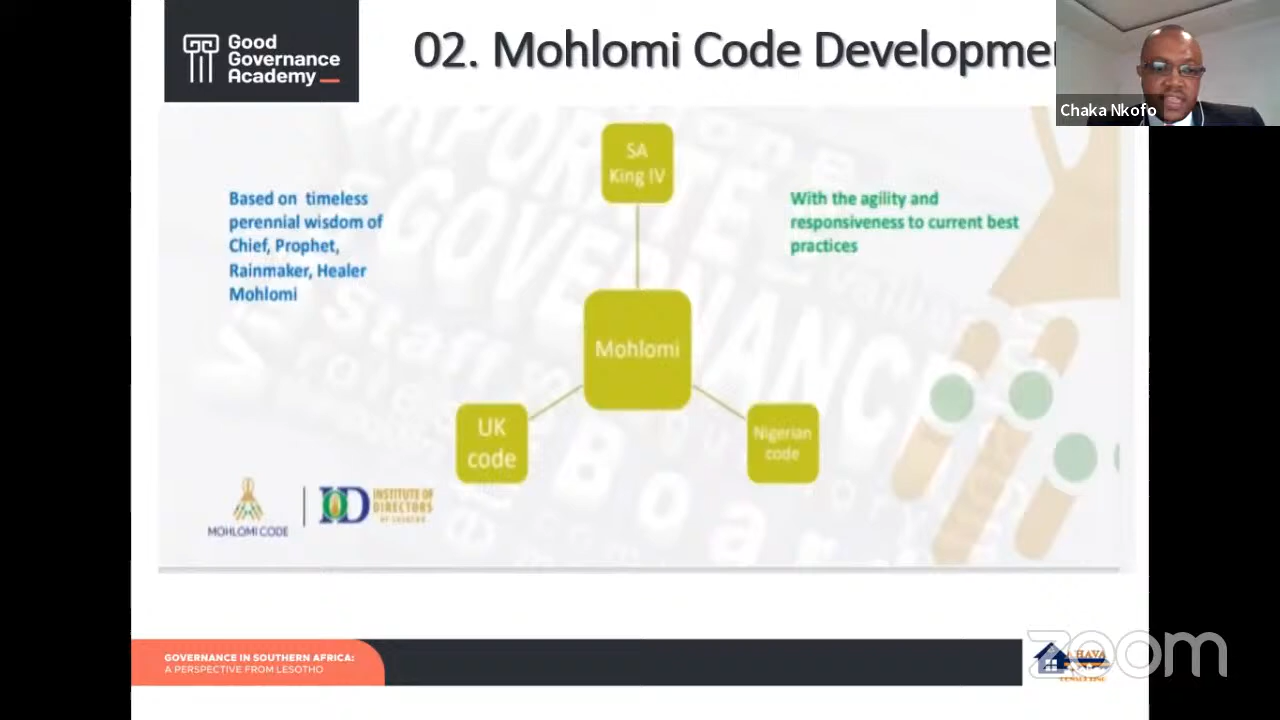 Good
Governance
Academy
02. Mohlomi Code Developmen
Chaka Nkofo
SA
King IV
Based on timeless
perennial wisdom of
Chief, Prophet,
Rainmaker, Healer
Mohlomi
With the agility and
responsiveness to current best
practices
Mohlomi
UK
code
Nigerian
code
MOHLOMI CODE
IoD
INSTITUTE OF
DIRECTORS
GOVERNANCE IN SOUTHERN AFRICA:
A PERSPECTIVE FROM LESOTHO
CONSULTING
zoom